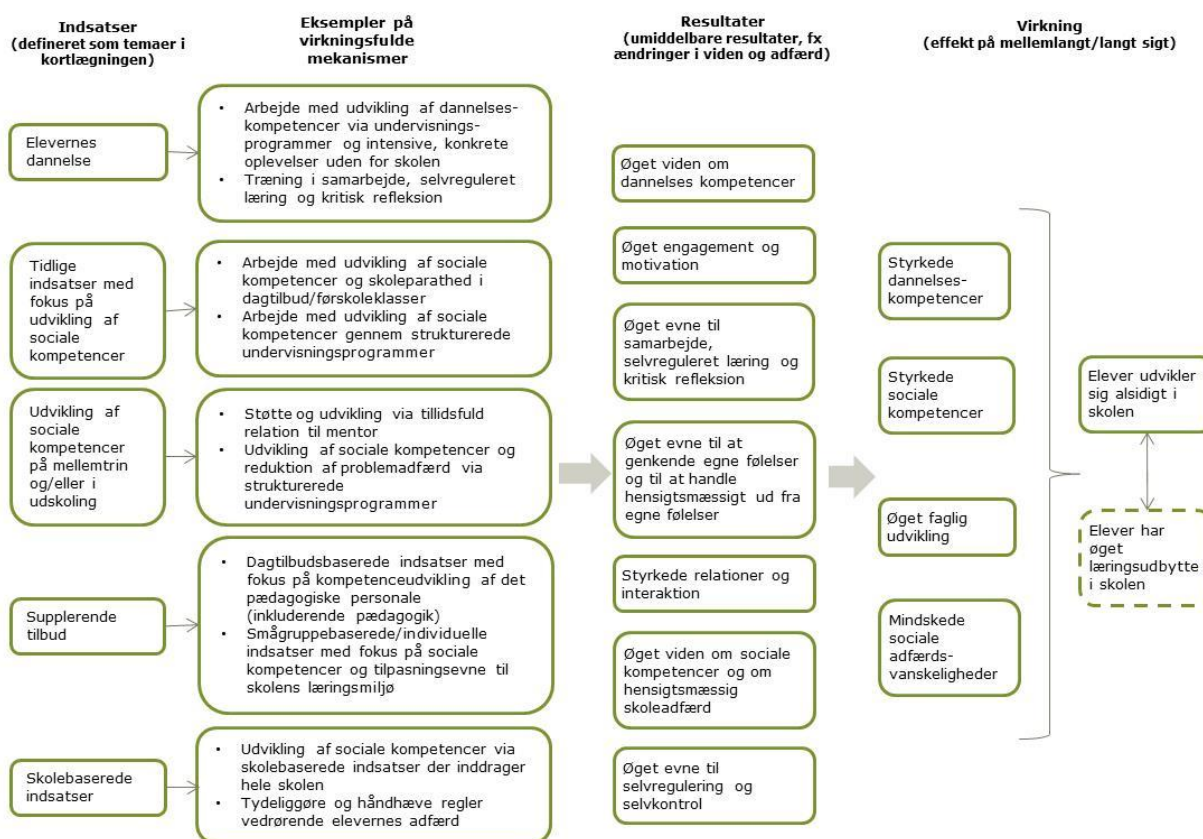 Indsatser
(defineret som temaer i
kortlægningen)
Eksempler på
virkningsfulde
mekanismer
Resultater
(umiddelbare resultater, fx
ændringer i viden og adfærd)
Virkning
(effekt på mellemlangt/langt sigt)
Elevernes
dannelse
• Arbejde med udvikling af dannelses-
kompetencer via undervisnings-
programmer og intensive, konkrete
oplevelser uden for skolen
• Træning i samarbejde, selvreguleret
læring og kritisk refleksion
Tidlige
indsatser med
fokus på
udvikling af
sociale
kompetencer
• Arbejde med udvikling af sociale
kompetencer og skoleparathed i
dagtilbud/førskoleklasser
• Arbejde med udvikling af sociale
kompetencer gennem strukturerede
undervisningsprogrammer
Udvikling af
sociale
kompetencer
på mellemtrin
og/eller i
udskoling
• Støtte og udvikling via tillidsfuld
relation til mentor
• Udvikling af sociale kompetencer og
reduktion af problemadfærd via
strukturerede
undervisningsprogrammer
Supplerende
tilbud
• Dagtilbudsbaserede indsatser med
fokus på kompetenceudvikling af det
pædagogiske personale
(inkluderende pædagogik)
• Smågruppebaserede/individuelle
indsatser med fokus på sociale
kompetencer og tilpasningsevne til
skolens læringsmiljø
Skolebaserede
indsatser
• Udvikling af sociale kompetencer via
skolebaserede indsatser der inddrager
hele skolen
• Tydeliggøre og håndhæve regler
vedrørende elevernes adfærd
Øget viden om
dannelses kompetencer
Øget engagement og
motivation
Øget evne til
samarbejde,
selvreguleret læring og
kritisk refleksion
Øget evne til at
genkende egne følelser
og til at handle
hensigtsmæssigt ud fra
egne følelser
Styrkede relationer og
interaktion
Øget viden om sociale
kompetencer og om
hensigtsmæssig
skoleadfærd
Øget evne til
selvregulering og
selvkontrol
Styrkede
dannelses-
kompetencer
Styrkede
sociale
kompetencer
Øget faglig
udvikling
Mindskede
sociale
adfærds-
vanskeligheder
Elever udvikler
sig alsidigt i
skolen
Elever har
øget
læringsudbytte
i skolen